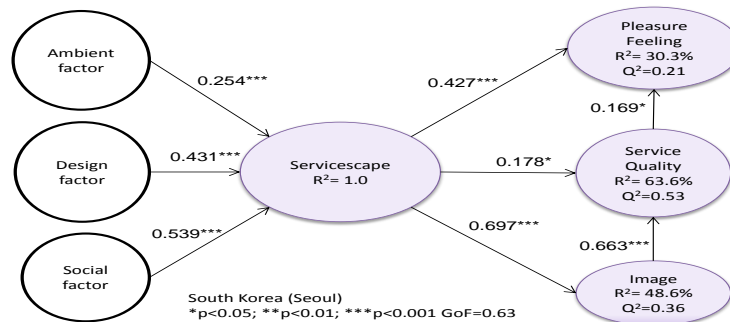 Ambient
factor
Design
factor
Social
factor
0.254***
0.431***
0.539***
Servicescape
R²= 1.0
0.427***
0.178*
0.697***
Pleasure
Feeling
R²= 30.3%
Q²=0.21
0.169*
Service
Quality
R²= 63.6%
Q²=0.53
0.663***
Image
R²= 48.6%
Q²=0.36
South Korea (Seoul)
*p<0.05; **p<0.01; ***p<0.001 GoF=0.63